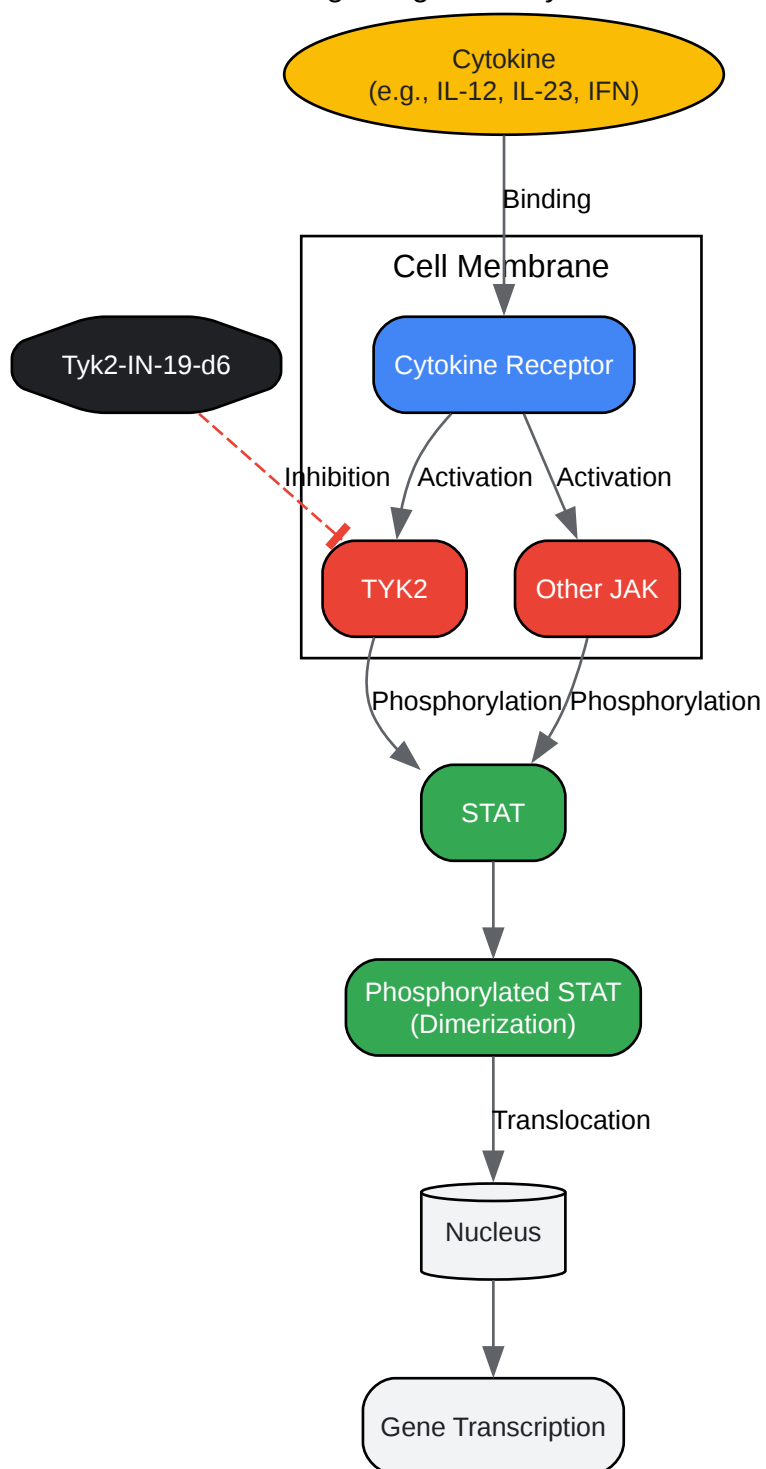 Cytokine
(e.g., IL-12, IL-23, IFN)
Binding
Cell Membrane
Tyk2-IN-19-d6
Cytokine Receptor
Inhibition
Activation
Activation
TYK2
Other JAK
Phosphorylation
Phosphorylation
STAT
Phosphorylated STAT
(Dimerization)
Translocation
Nucleus
Gene Transcription